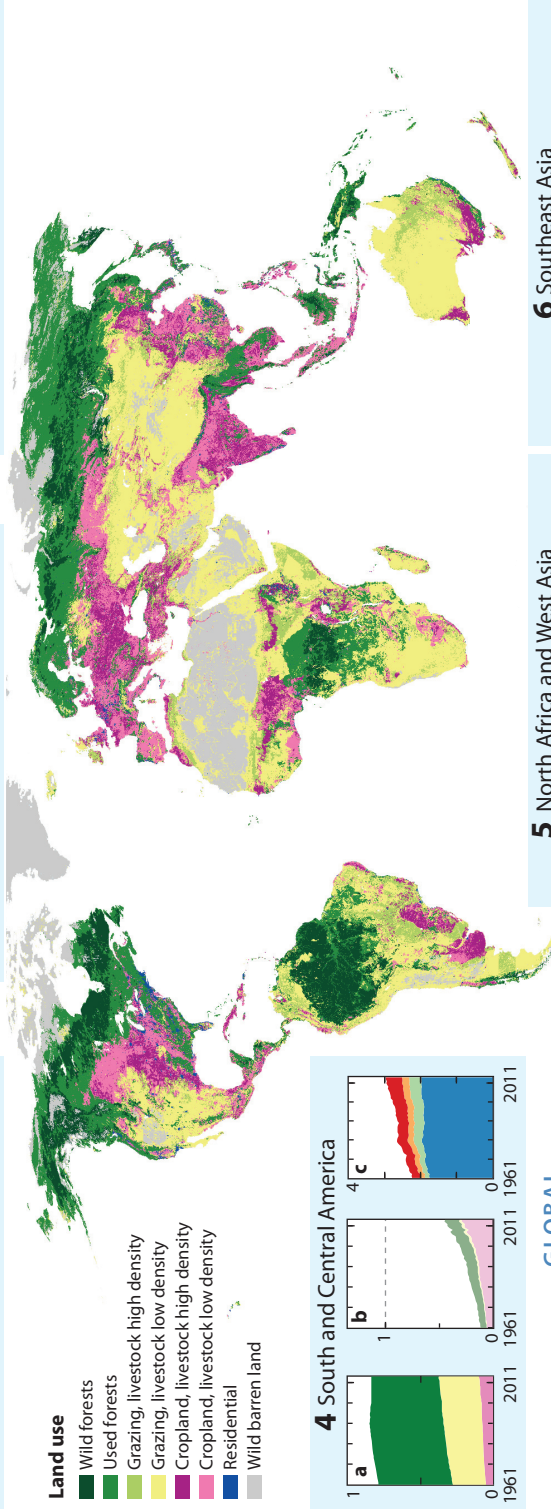 Land use
Wild forests
Used forests
Grazing, livestock high density
Grazing, livestock low density
Cropland, livestock high density
Cropland, livestock low density
Residential
Wild barren land
4 South and Central America
a
1
0
1961
2011
b
1
0
1961
2011
c
4
0
1961
2011
5 North Africa and West Asia
6 Southeast Asia
GLOBAL